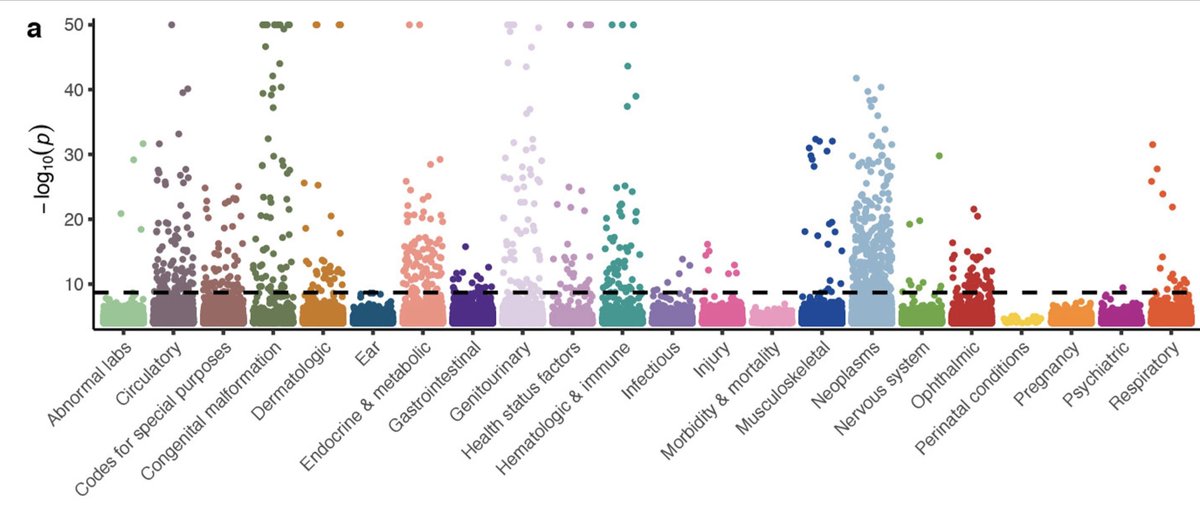 a
50
40
30
20
10
− log10(p)
Abnormal labs
Circulatory
Codes for special purposes
Congenital malformation
Dermatologic
Ear
Endocrine & metabolic
Gastrointestinal
Genitourinary
Health status factors
Hematologic & immune
Infectious
Injury
Morbidity & mortality
Musculoskeletal
Neoplasms
Nervous system
Ophthalmic
Perinatal conditions
Pregnancy
Psychiatric
Respiratory